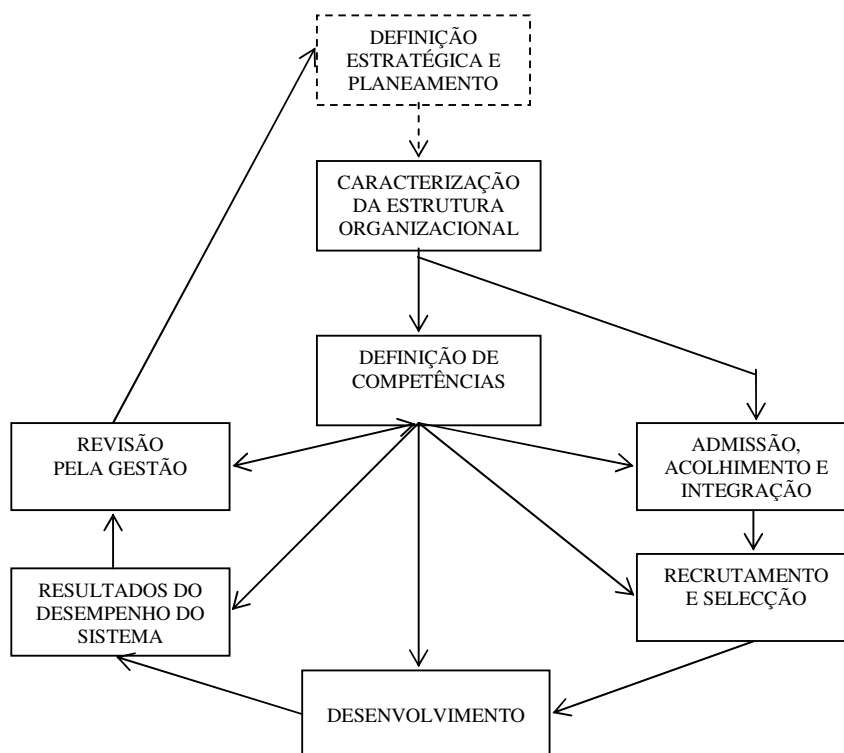 DEFINIÇÃO
ESTRATÉGICA E
PLANEAMENTO
CARACTERIZAÇÃO
DA ESTRUTURA
ORGANIZACIONAL
DEFINIÇÃO DE
COMPETÊNCIAS
REVISÃO
PELA GESTÃO
ADMISSÃO,
ACOLHIMENTO E
INTEGRAÇÃO
RESULTADOS DO
DESEMPENHO DO
SISTEMA
RECRUTAMENTO
E SELECÇÃO
DESENVOLVIMENTO